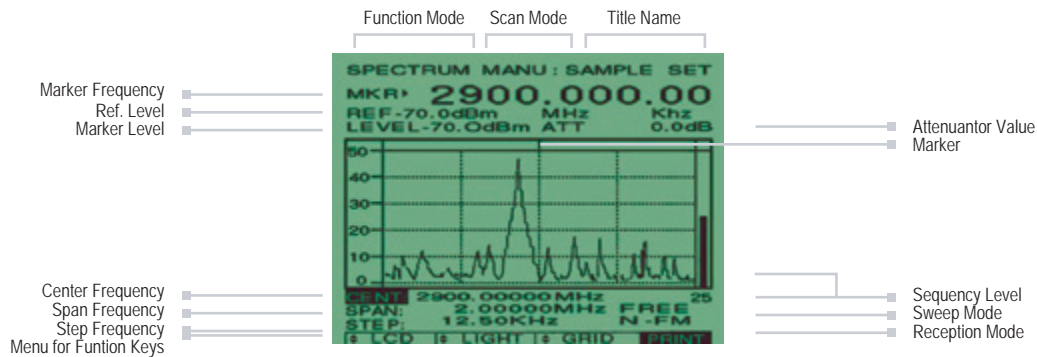 Function Mode Scan Mode Title Name
SPECTRUM MANU : SAMPLE SET
Marker Frequency
MKR 2900.000.00
Ref. Level
REF-70.0dBm MHz Khz
Marker Level
LEVEL-70.0dBm ATT 0.0dB
Attenuantor Value
Marker
50
40
30
20
10
0
Center Frequency
CENT 2900.00000MHz 25
Sequency Level
Span Frequency
SPAN: 2.00000MHz FREE
Sweep Mode
Step Frequency
STEP: 12.50KHz N-FM
Reception Mode
Menu for Funtion Keys
LCD LIGHT GRID PRINT